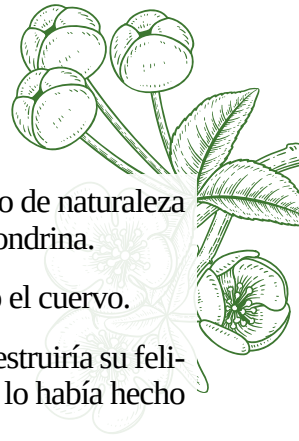 o de naturaleza
ondrina.
o el cuervo.
estruiría su feli-
lo había hecho